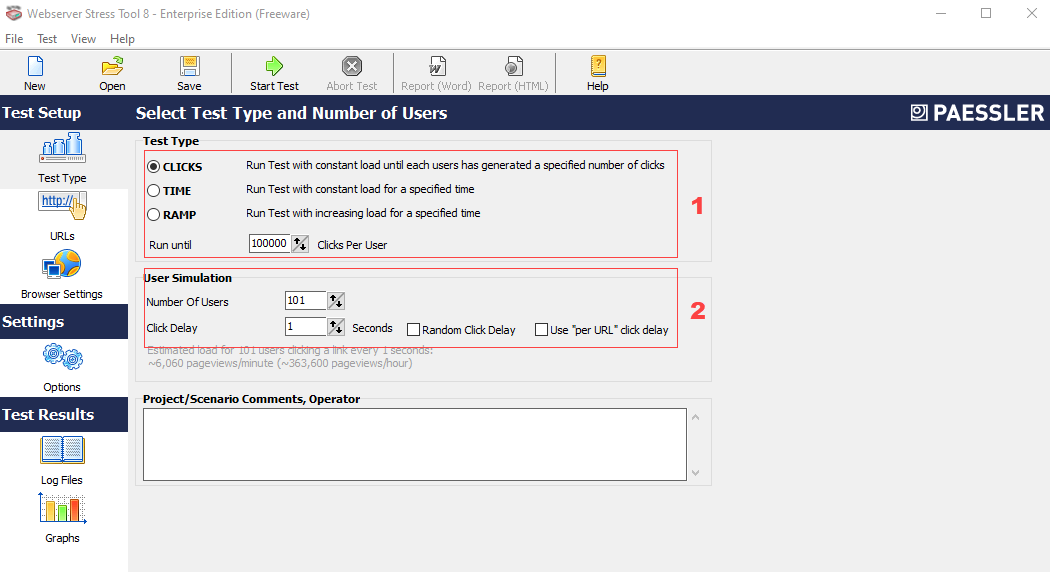 Webserver Stress Tool 8 - Enterprise Edition (Freeware)
File Test View Help
New Open Save Start Test Abort Test Report (Word) Report (HTML) Help
Test Setup
Select Test Type and Number of Users
PAESSLER
Test Type
http://
URLs
Browser Settings
Settings
Options
Test Results
Log Files
Graphs
Test Type
CLICKS Run Test with constant load until each users has generated a specified number of clicks
TIME Run Test with constant load for a specified time
RAMP Run Test with increasing load for a specified time
Run until 100000 Clicks Per User
1
User Simulation
Number Of Users 101
Click Delay 1 Seconds Random Click Delay Use "per URL" click delay
2
Estimated load for 101 users clicking a link every 1 seconds:
~6,060 pageviews/minute (~363,600 pageviews/hour)
Project/Scenario Comments, Operator